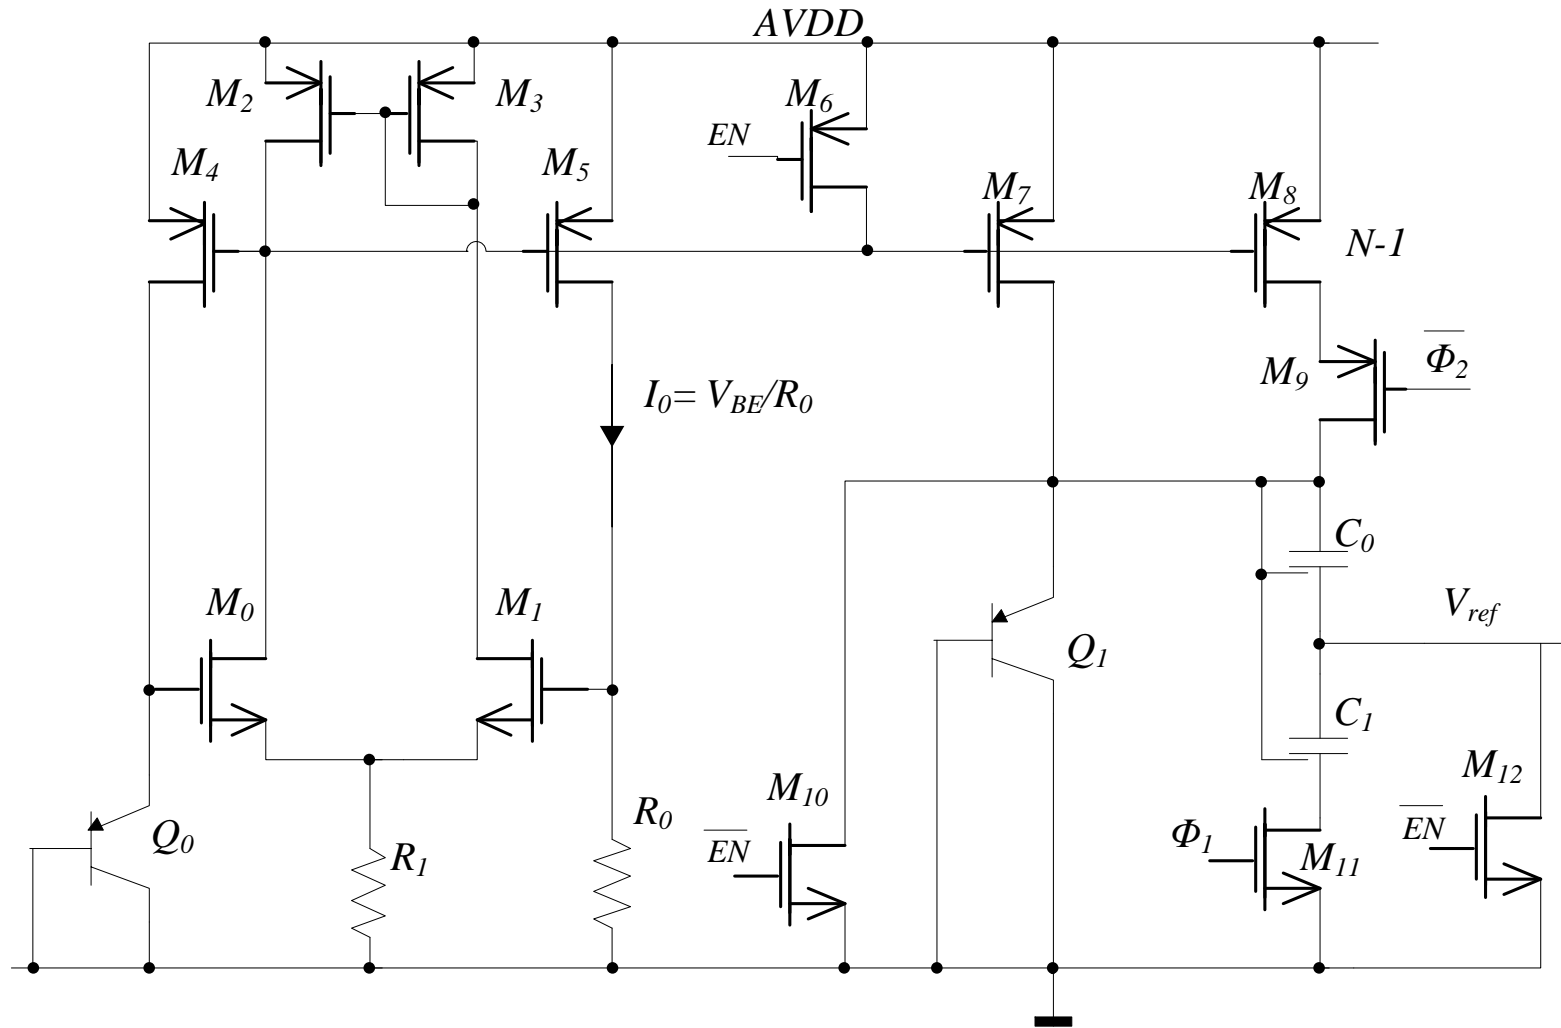 AVDD
M2
M3
M6
EN
M4
M5
M7
M8
N-1
M9
Φ2
I0= VBE/R0
C0
M0
M1
Vref
Q1
C1
M10
M12
R0
Q0
R1
EN
Φ1
M11
EN